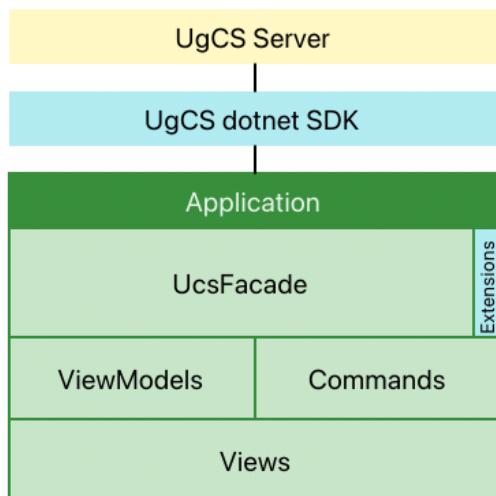 UgCS Server
UgCS dotnet SDK
Application
UcsFacade
Extensions
ViewModels
Commands
Views